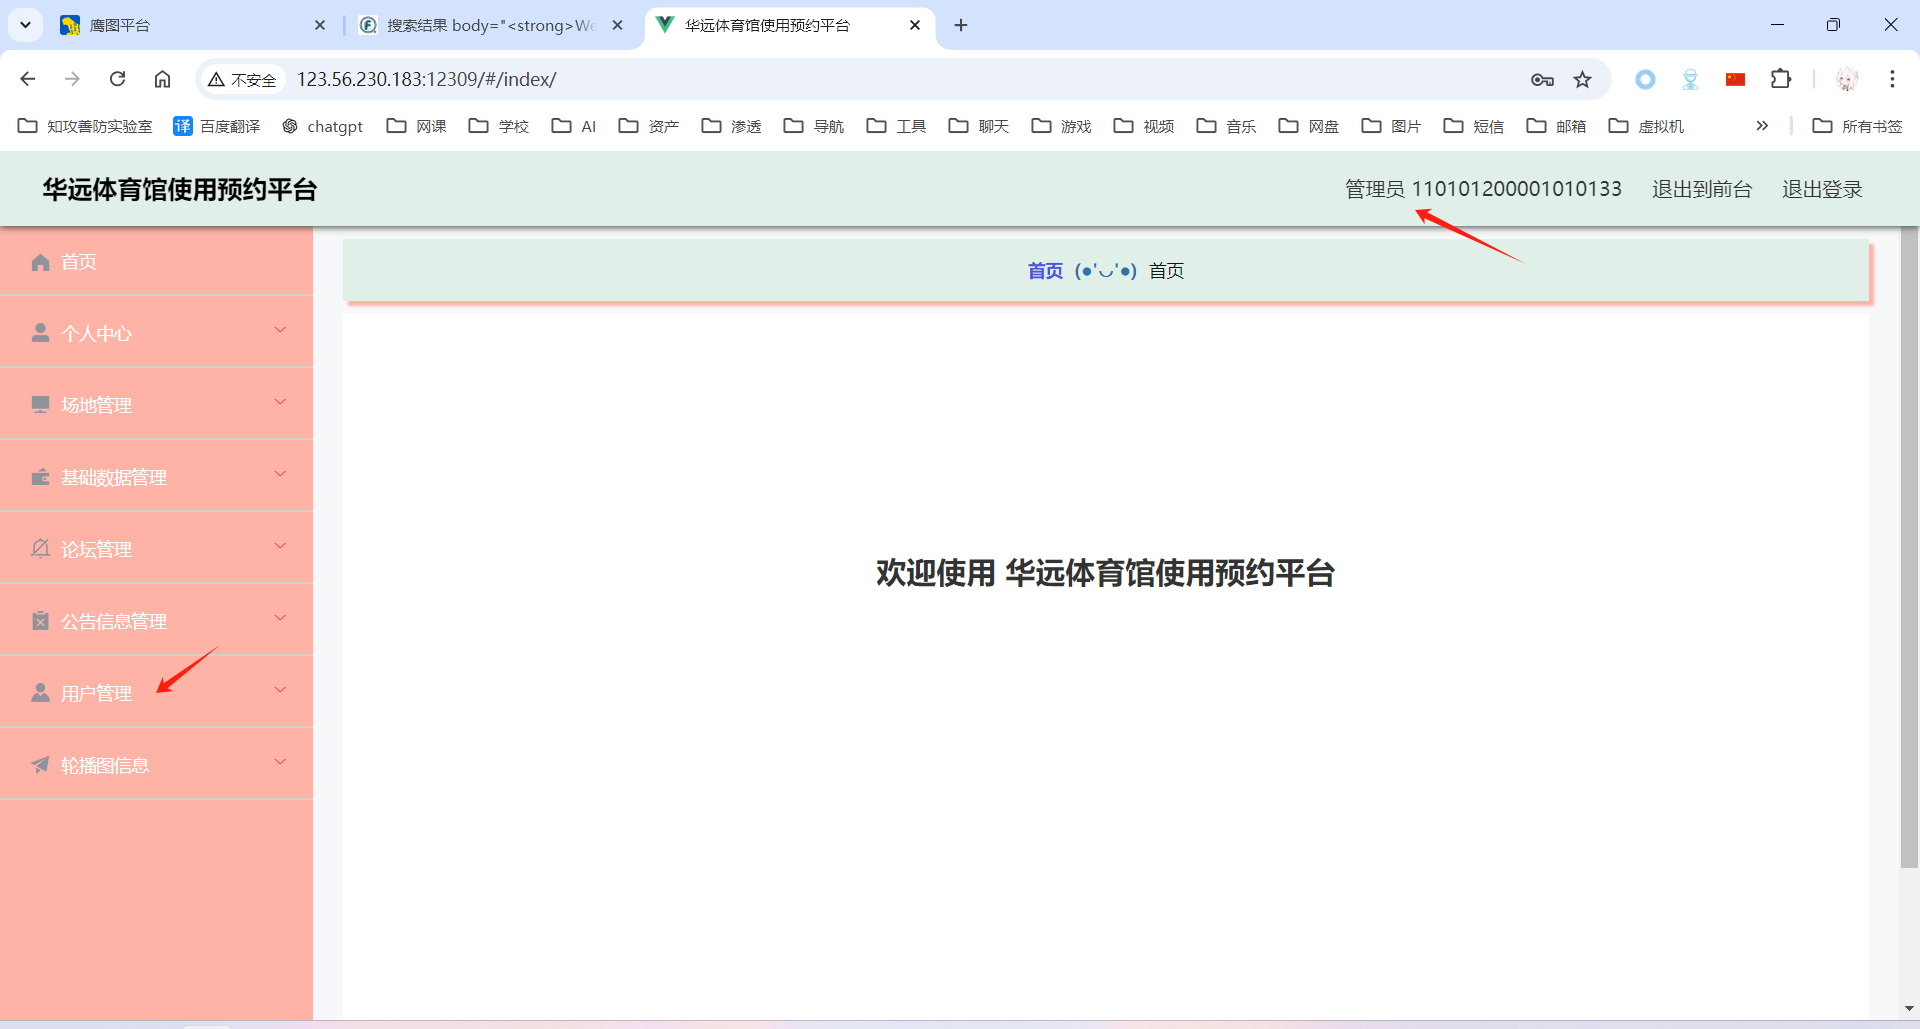 鹰图平台
搜索结果 body="<strong>We
华远体育馆使用预约平台
不安全
123.56.230.183:12309/#/index/
知攻善防实验室
译 百度翻译
chatgpt
网课
学校
AI
资产
渗透
导航
工具
聊天
游戏
视频
音乐
网盘
图片
短信
邮箱
虚拟机
所有书签
华远体育馆使用预约平台
管理员 110101200001010133
退出到前台
退出登录
首页
个人中心
场地管理
基础数据管理
论坛管理
公告信息管理
用户管理
轮播图信息
首页 (●'◡'●) 首页
欢迎使用 华远体育馆使用预约平台